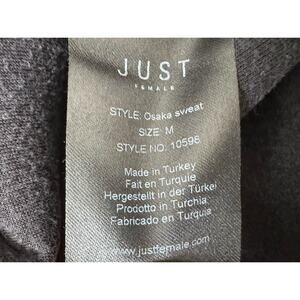 JUST
FEMALE
STYLE: Osaka sweat
SIZE: M
STYLE NO: 10596
Made in Turkey
Fait en Turquie
Hergestellt in der Türkei
Prodotto in Turchia
Fabricado en Turquia
www.justfemale.com